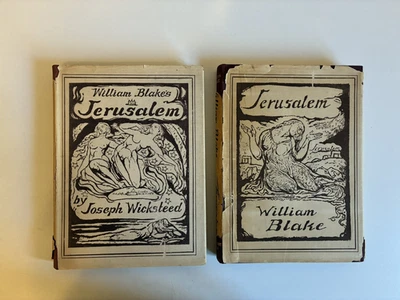 William Blake's
Jerusalem
by Joseph Wicksteed
Jerusalem
William
Blake